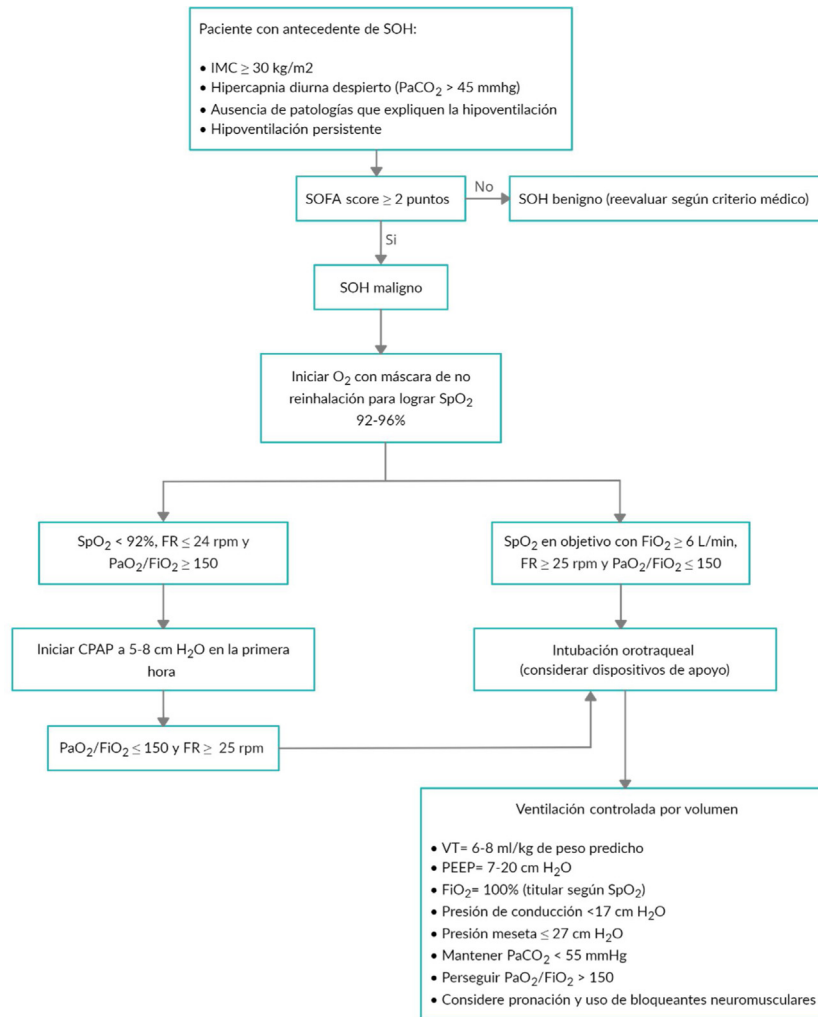 Paciente con antecedente de SOH:
• IMC ≥ 30 kg/m2
• Hipercapnia diurna despierto (PaCO₂ > 45 mmhg)
• Ausencia de patologías que expliquen la hipoventilación
• Hipoventilación persistente
SOFA score ≥ 2 puntos
No
SOH benigno (reevaluar según criterio médico)
Si
SOH maligno
Iniciar O₂ con máscara de no
reinhalación para lograr SpO₂
92-96%
SpO₂ < 92%, FR ≤ 24 rpm y
PaO₂/FiO₂ ≥ 150
SpO₂ en objetivo con FiO₂ ≥ 6 L/min,
FR ≥ 25 rpm y PaO₂/FiO₂ ≤ 150
Iniciar CPAP a 5-8 cm H₂O en la primera
hora
Intubación orotraqueal
(considerar dispositivos de apoyo)
PaO₂/FiO₂ ≤ 150 y FR ≥ 25 rpm
Ventilación controlada por volumen
• VT= 6-8 ml/kg de peso predicho
• PEEP= 7-20 cm H₂O
• FiO₂= 100% (titular según SpO₂)
• Presión de conducción <17 cm H₂O
• Presión meseta ≤ 27 cm H₂O
• Mantener PaCO₂ < 55 mmHg
• Perseguir PaO₂/FiO₂ > 150
• Considere pronación y uso de bloqueantes neuromusculares